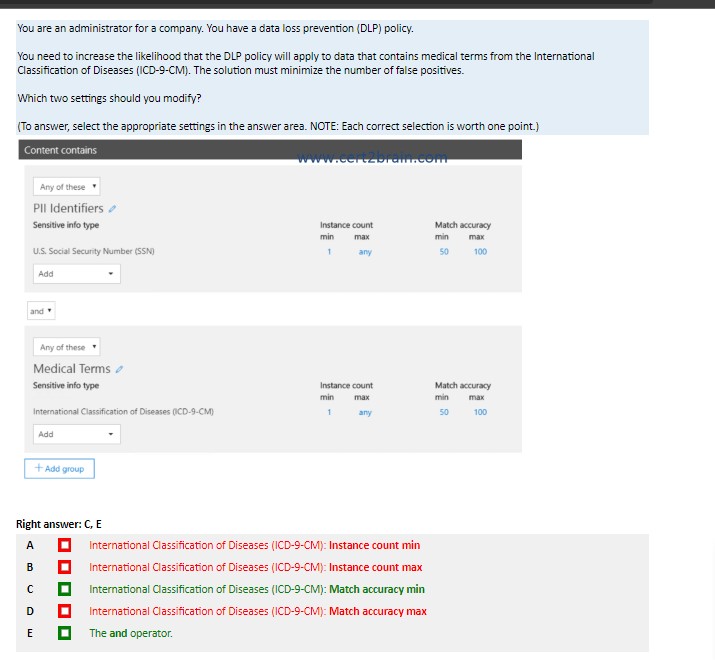 You are an administrator for a company. You have a data loss prevention (DLP) policy.
You need to increase the likelihood that the DLP policy will apply to data that contains medical terms from the International
Classification of Diseases (ICD-9-CM). The solution must minimize the number of false positives.
Which two settings should you modify?
(To answer, select the appropriate settings in the answer area. NOTE: Each correct selection is worth one point.)
Content contains
www.cert2brain.com
Any of these
PII Identifiers
Sensitive info type Instance count Match accuracy
min max min max
U.S. Social Security Number (SSN) 1 any 50 100
Add
and
Any of these
Medical Terms
Sensitive info type Instance count Match accuracy
min max min max
International Classification of Diseases (ICD-9-CM) 1 any 50 100
Add
+ Add group
Right answer: C, E
A International Classification of Diseases (ICD-9-CM): Instance count min
B International Classification of Diseases (ICD-9-CM): Instance count max
C International Classification of Diseases (ICD-9-CM): Match accuracy min
D International Classification of Diseases (ICD-9-CM): Match accuracy max
E The and operator.